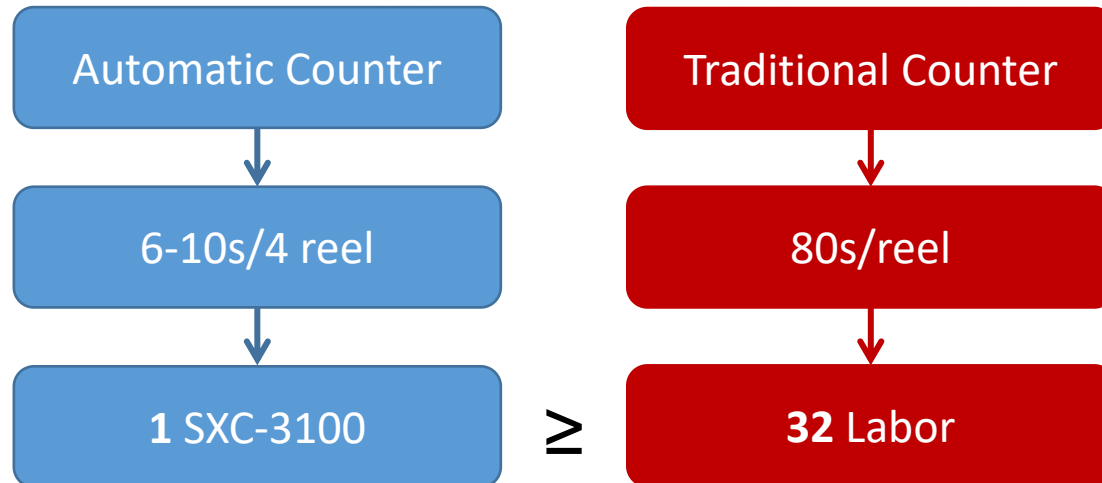 Automatic Counter
Traditional Counter
6-10s/4 reel
80s/reel
1 SXC-3100
≥
32 Labor